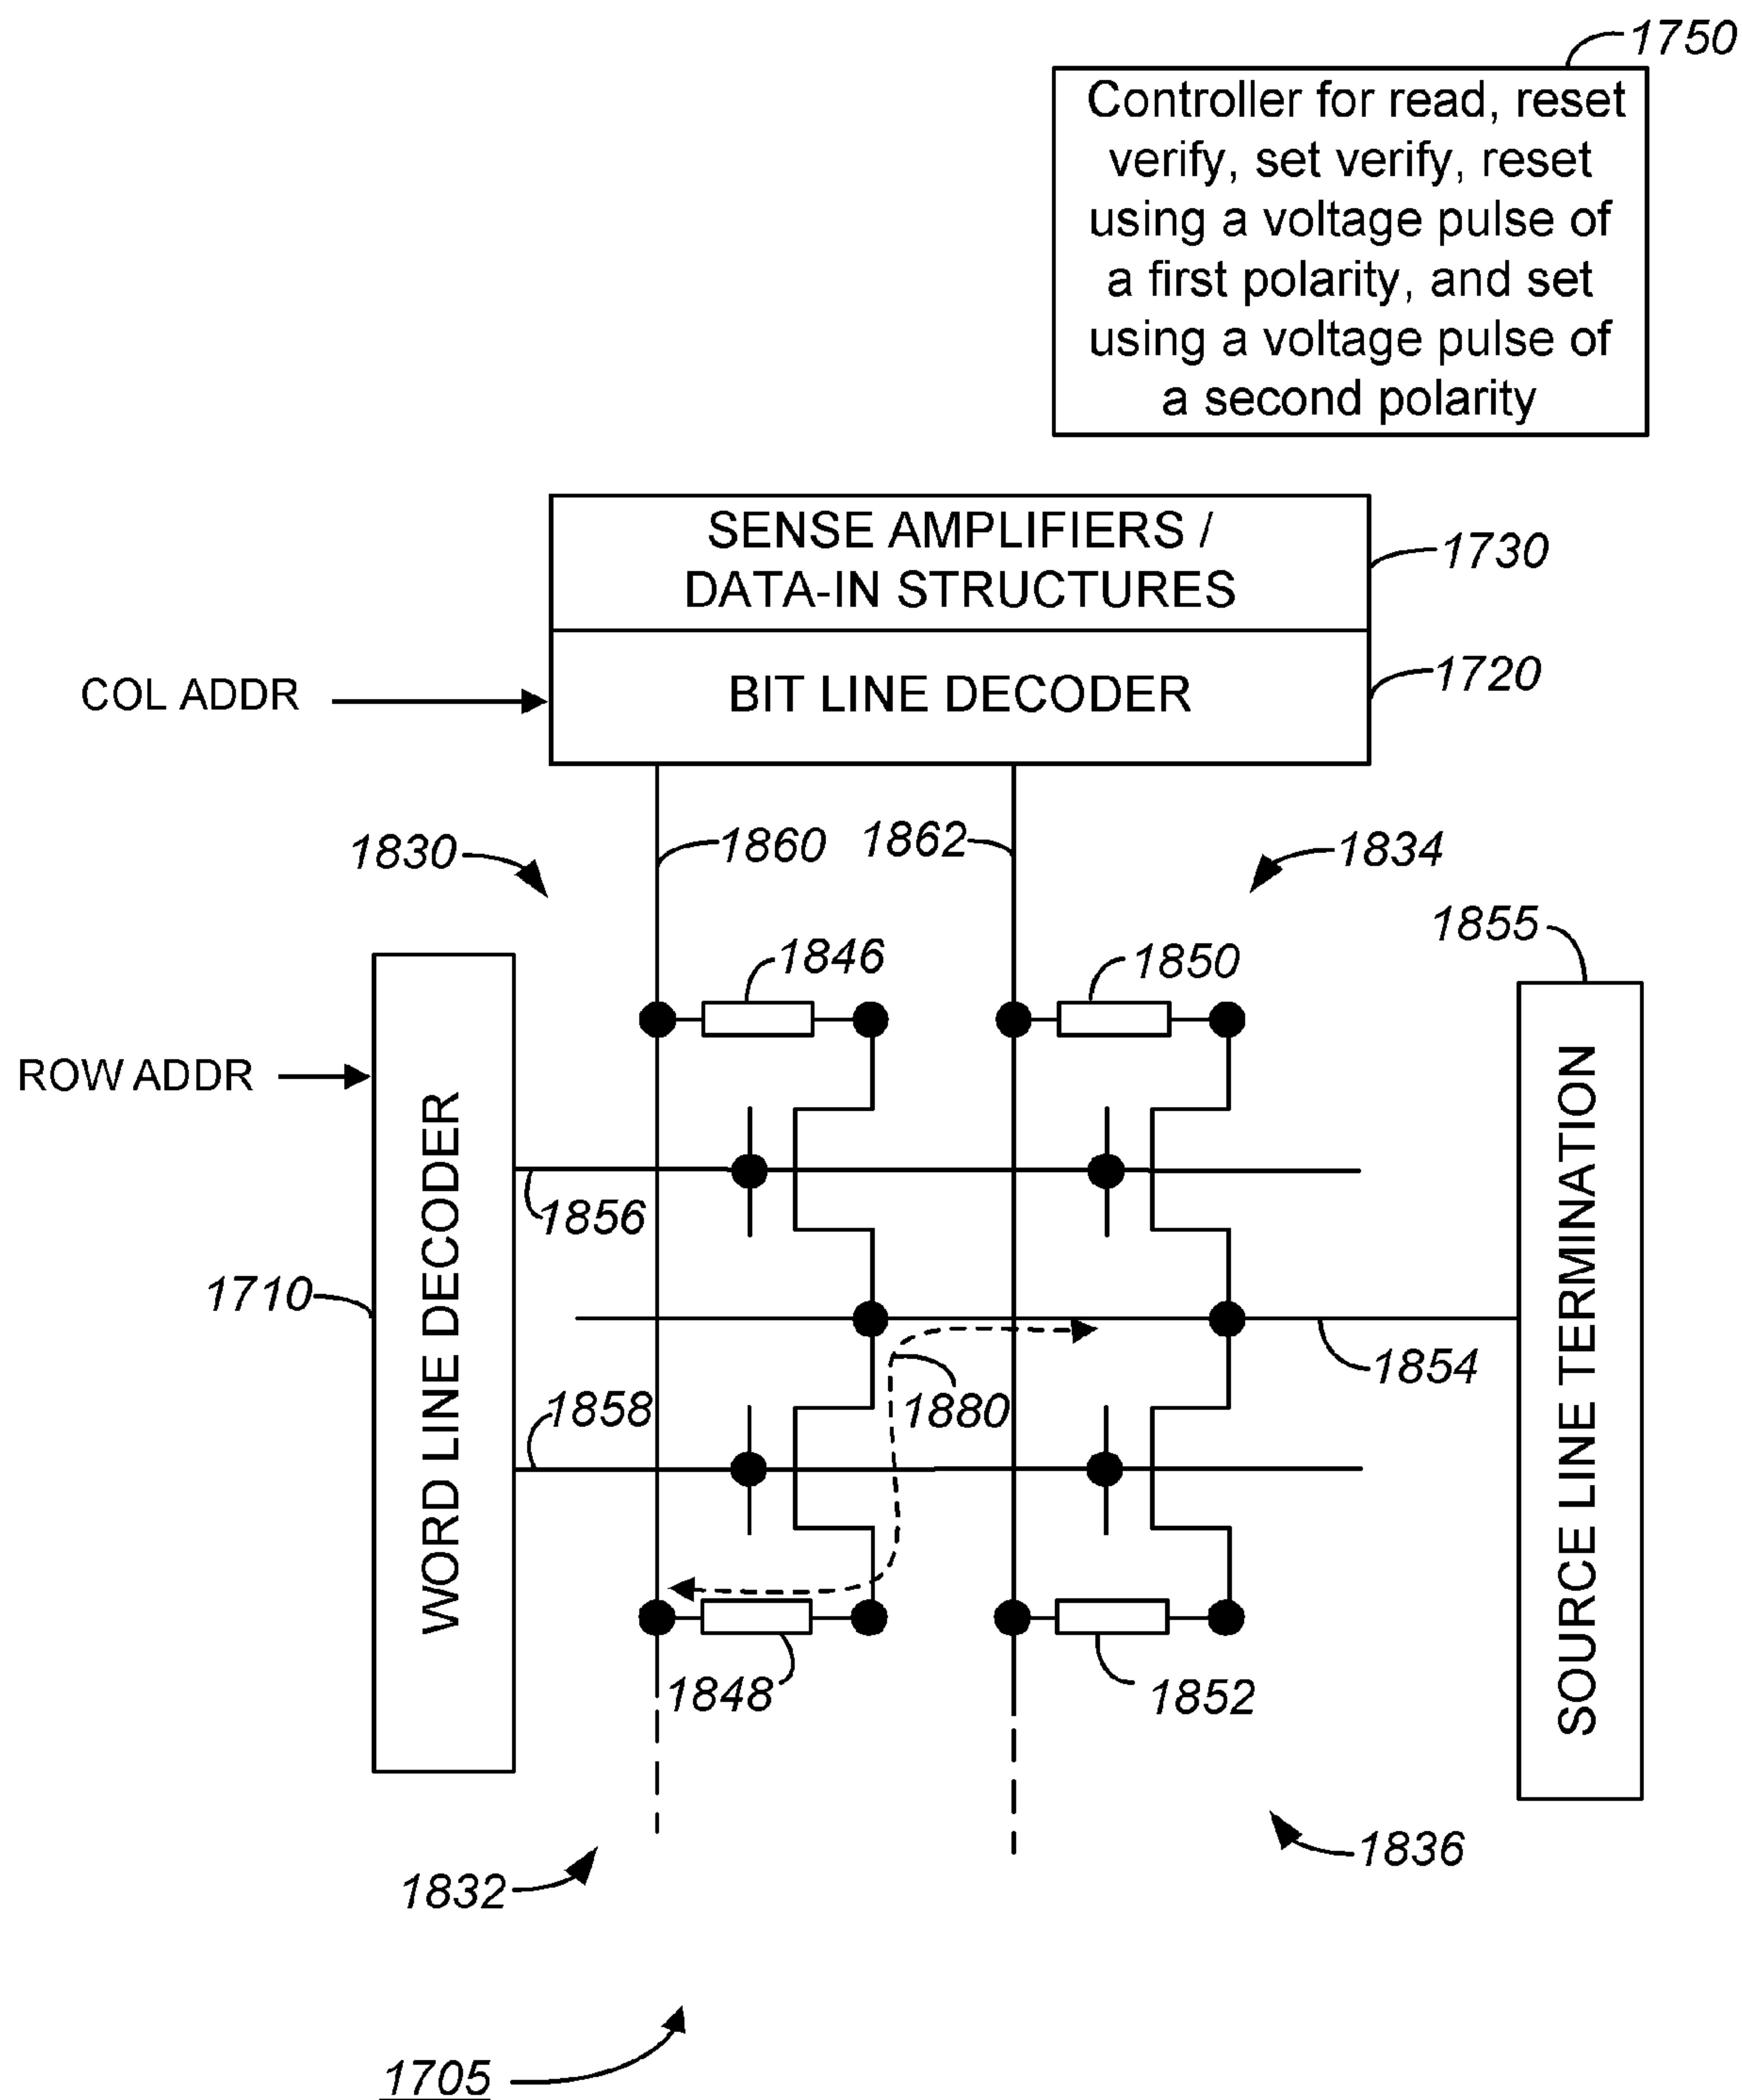 1750
Controller for read, reset
verify, set verify, reset
using a voltage pulse of
a first polarity, and set
using a voltage pulse of
a second polarity
SENSE AMPLIFIERS /
DATA-IN STRUCTURES
1730
COL ADDR
BIT LINE DECODER
1720
1830
1860
1862
1834
1855
1846
1850
ROW ADDR
WORD LINE DECODER
SOURCE LINE TERMINATION
1856
1710
1854
1858
1880
1848
1852
1832
1836
1705